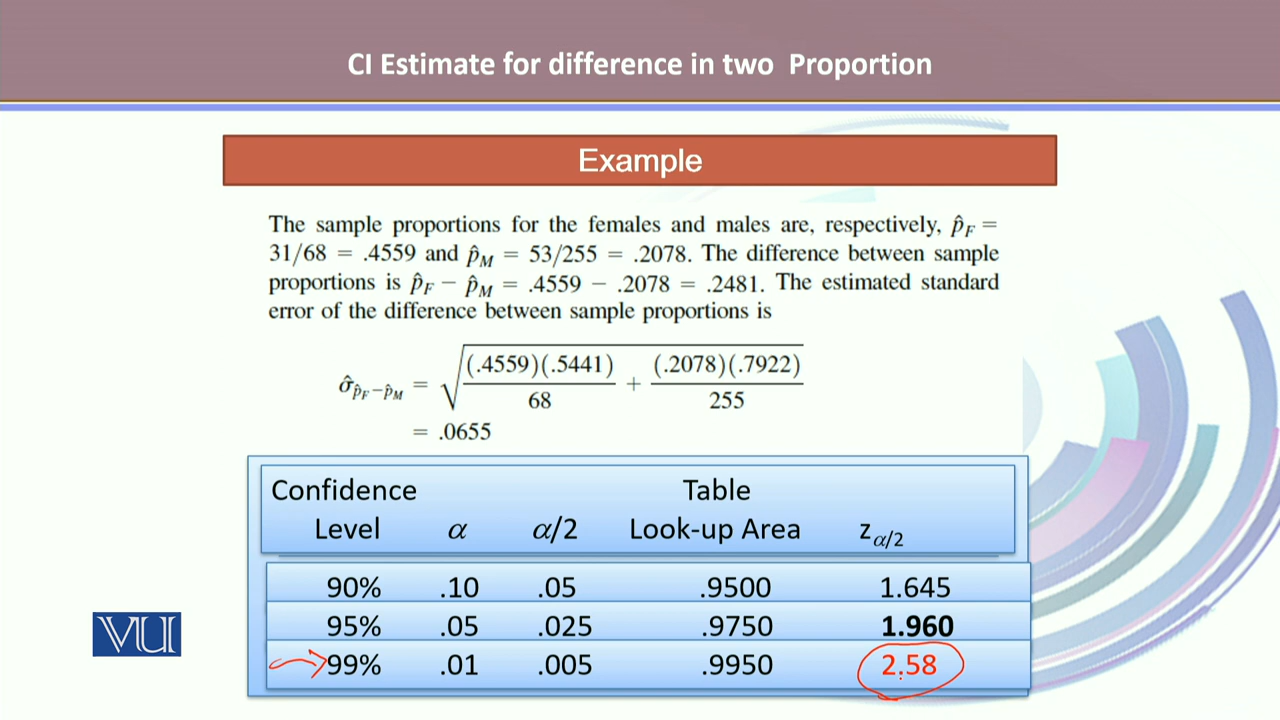 CI Estimate for difference in two Proportion
Example
The sample proportions for the females and males are, respectively, p̂F =
31/68 = .4559 and p̂M = 53/255 = .2078. The difference between sample
proportions is p̂F − p̂M = .4559 − .2078 = .2481. The estimated standard
error of the difference between sample proportions is
σ̂p̂F−p̂M = √((.4559)(.5441)/68 + (.2078)(.7922)/255)
= .0655
Confidence Level α α/2 Table Look-up Area zα/2
90% .10 .05 .9500 1.645
95% .05 .025 .9750 1.960
99% .01 .005 .9950 2.58
VU